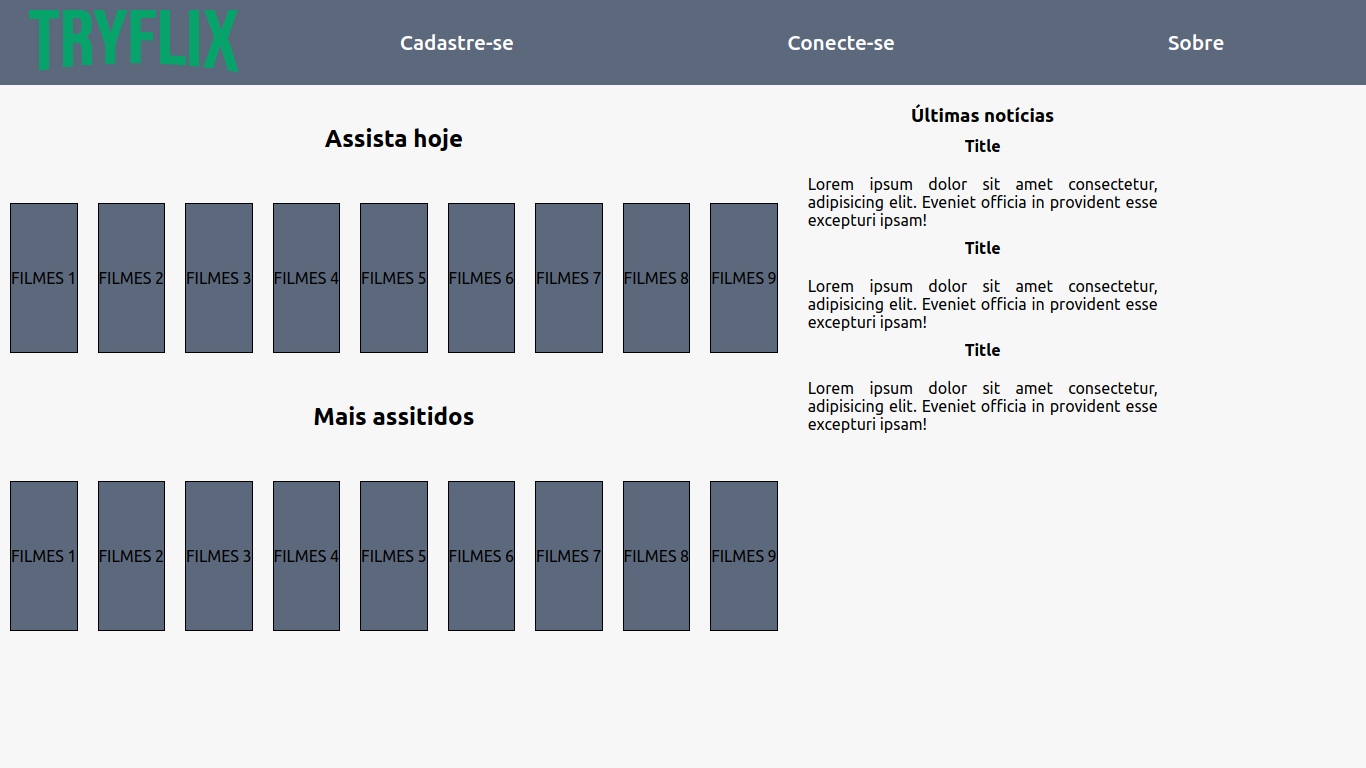 TRYFLIX
Cadastre-se
Conecte-se
Sobre
Assista hoje
FILMES 1
FILMES 2
FILMES 3
FILMES 4
FILMES 5
FILMES 6
FILMES 7
FILMES 8
FILMES 9
Mais assitidos
FILMES 1
FILMES 2
FILMES 3
FILMES 4
FILMES 5
FILMES 6
FILMES 7
FILMES 8
FILMES 9
Últimas notícias
Title
Lorem ipsum dolor sit amet consectetur,
adipisicing elit. Eveniet officia in provident esse
excepturi ipsam!
Title
Lorem ipsum dolor sit amet consectetur,
adipisicing elit. Eveniet officia in provident esse
excepturi ipsam!
Title
Lorem ipsum dolor sit amet consectetur,
adipisicing elit. Eveniet officia in provident esse
excepturi ipsam!